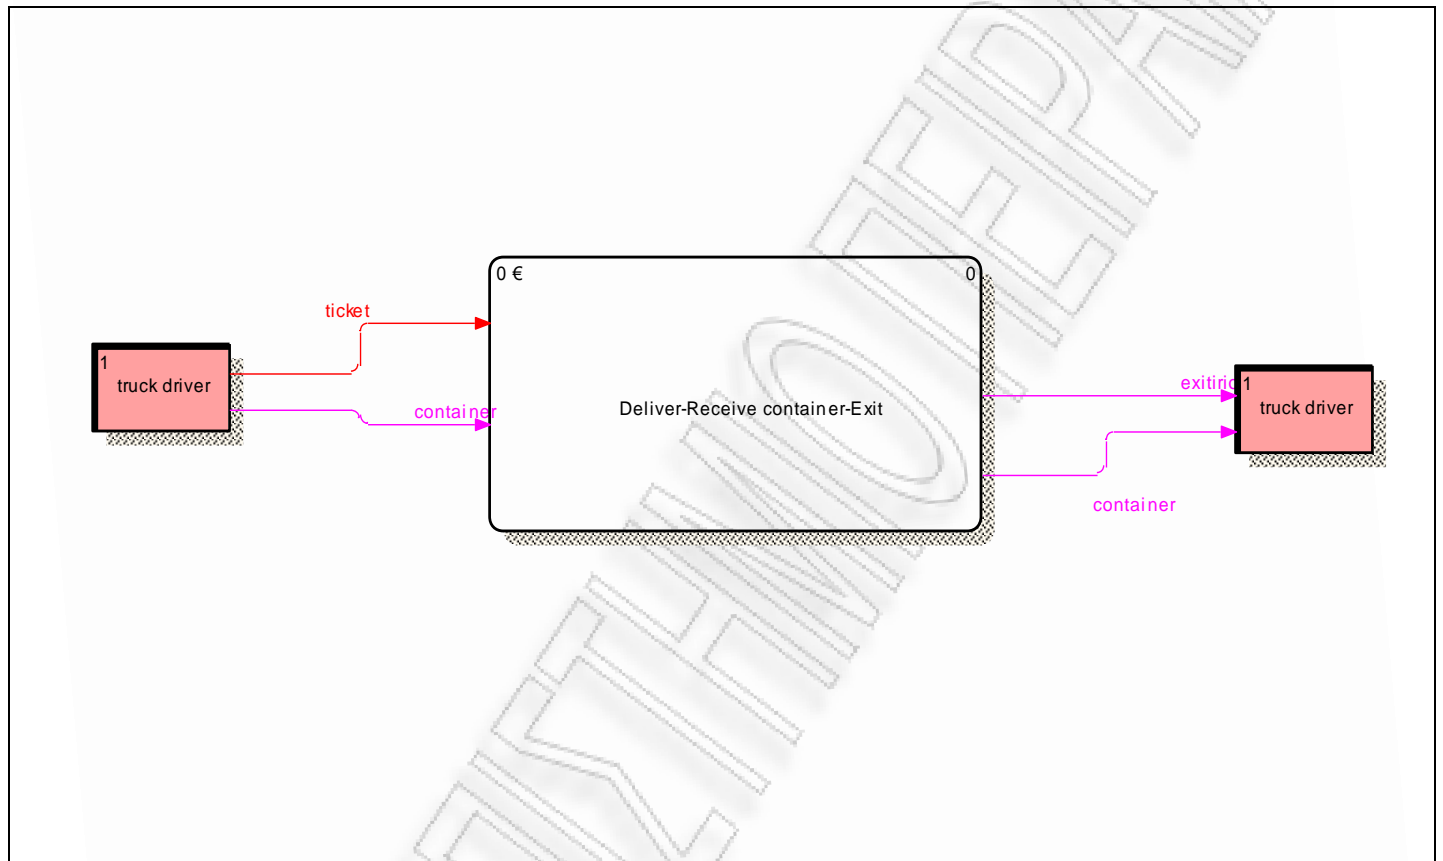 0 €
0
ticket
1
truck driver
container
Deliver-Receive container-Exit
exitirio
1
truck driver
container